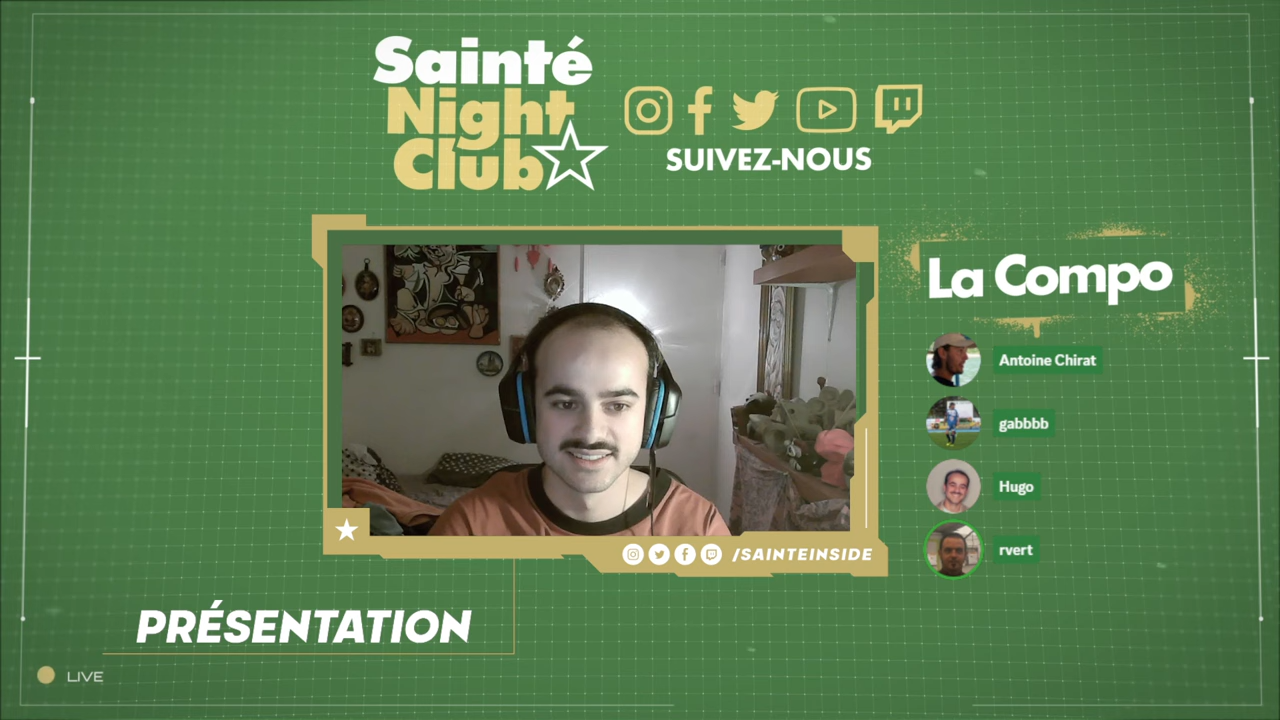 Sainté
Night
Club
SUIVEZ-NOUS
La Compo
Antoine Chirat
gabbbb
Hugo
rvert
/SAINTEINSIDE
PRÉSENTATION
LIVE